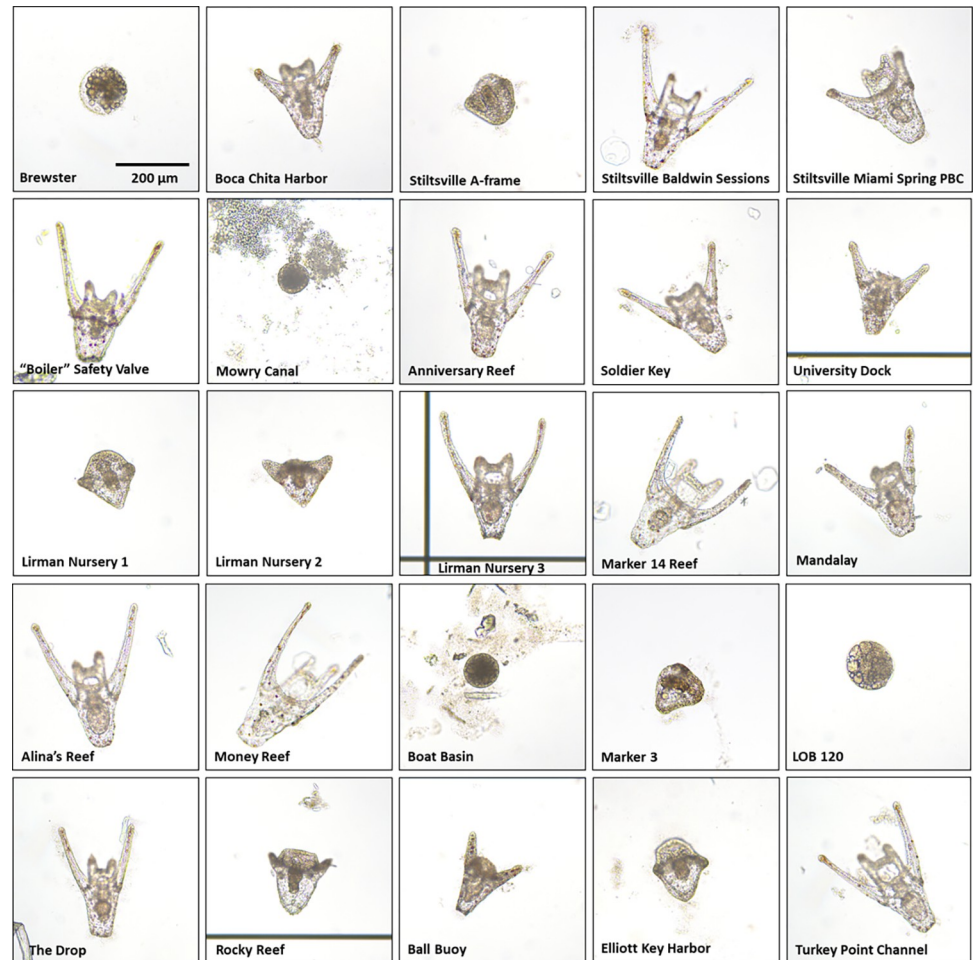 Brewster
200 µm
Boca Chita Harbor
Stiltsville A-frame
Stiltsville Baldwin Sessions
Stiltsville Miami Spring PBC
“Boiler” Safety Valve
Mowry Canal
Anniversary Reef
Soldier Key
University Dock
Lirman Nursery 1
Lirman Nursery 2
Lirman Nursery 3
Marker 14 Reef
Mandalay
Alina’s Reef
Money Reef
Boat Basin
Marker 3
LOB 120
The Drop
Rocky Reef
Ball Buoy
Elliott Key Harbor
Turkey Point Channel